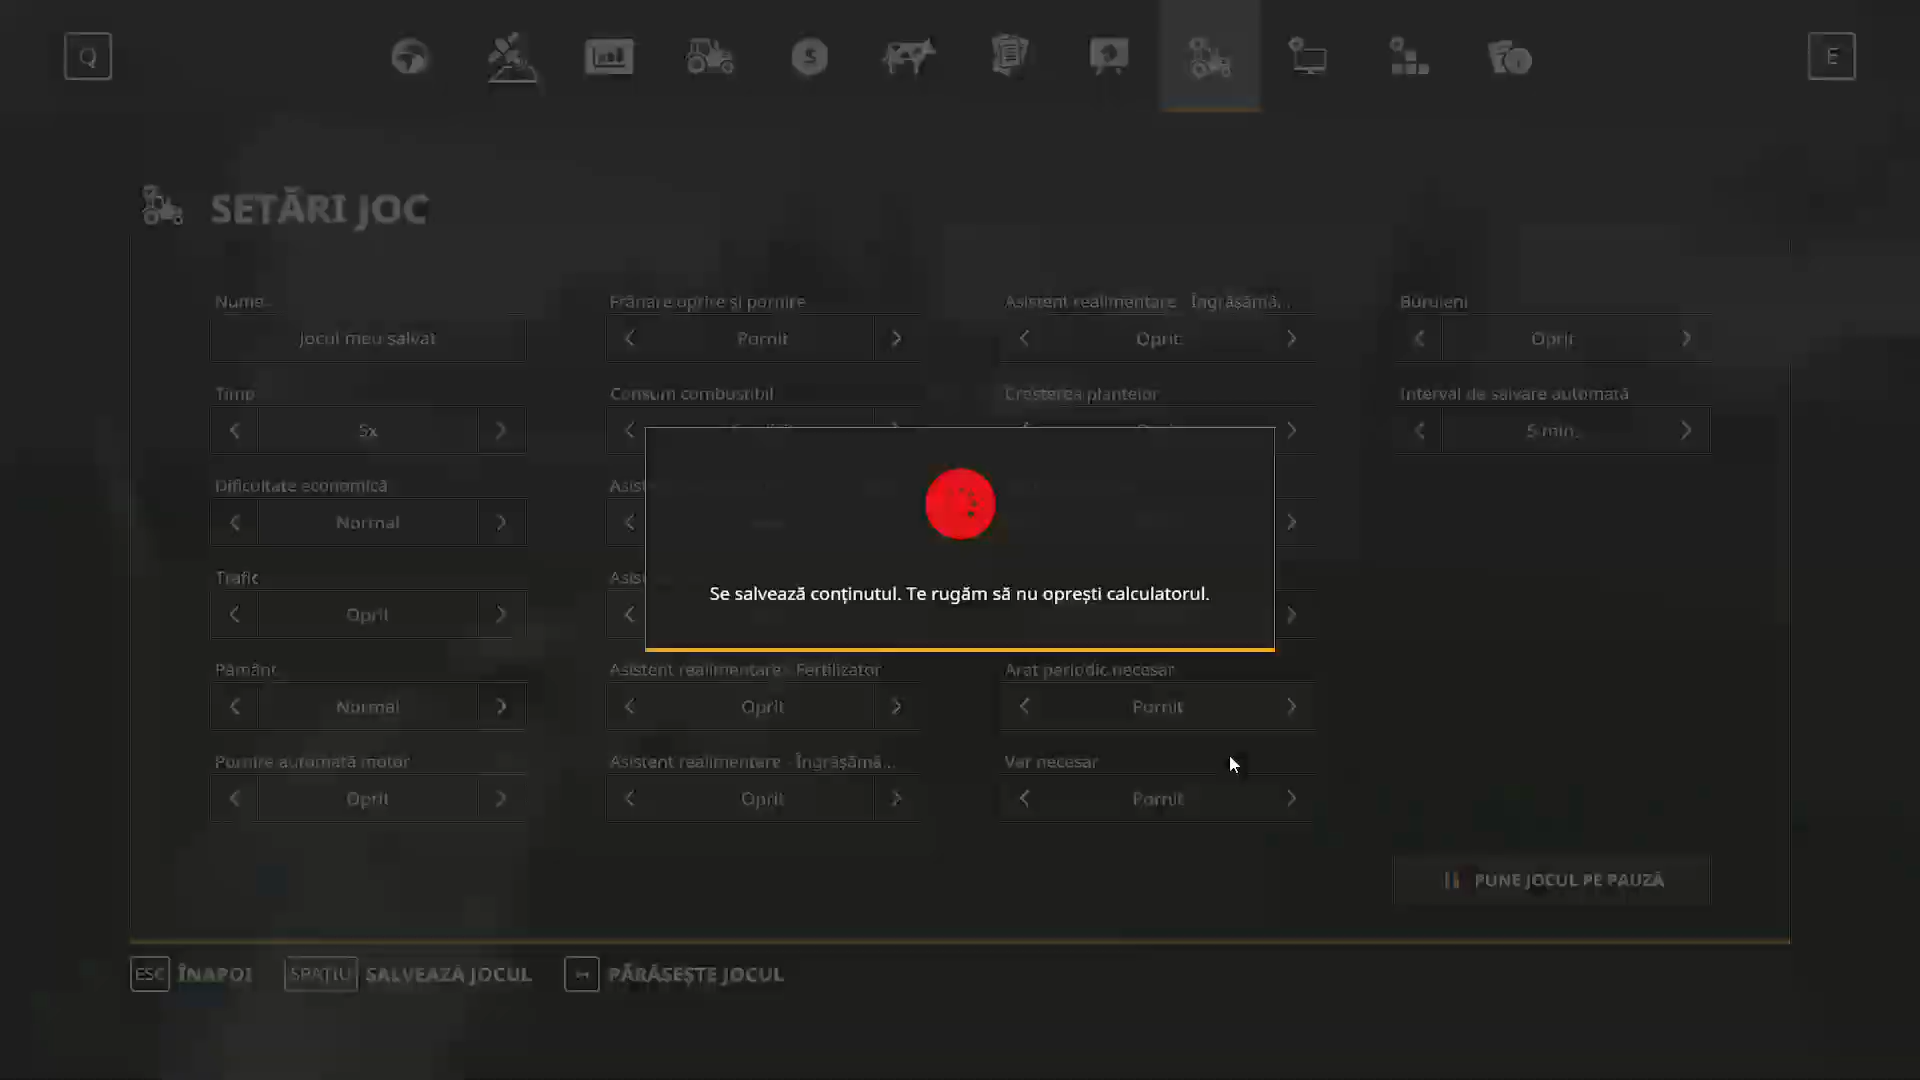 Q
E
SETĂRI JOC
Nume
Jocul meu salvat
Timp
5x
Dificultate economică
Normal
Trafic
Oprit
Pământ
Normal
Pornire automată motor
Oprit
Frânare oprire și pornire
Pornit
Consum combustibil
Asist
Asis
Asistent realimentare - Fertilizator
Oprit
Asistent realimentare - Îngrășămâ...
Oprit
Asistent realimentare - Îngrășămâ...
Oprit
Creșterea plantelor
Arat periodic necesar
Pornit
Var necesar
Pornit
Buruieni
Oprit
Interval de salvare automată
5 min.
Se salvează conținutul. Te rugăm să nu oprești calculatorul.
PUNE JOCUL PE PAUZĂ
ESC ÎNAPOI SPAȚIU SALVEAZĂ JOCUL PĂRĂSEȘTE JOCUL